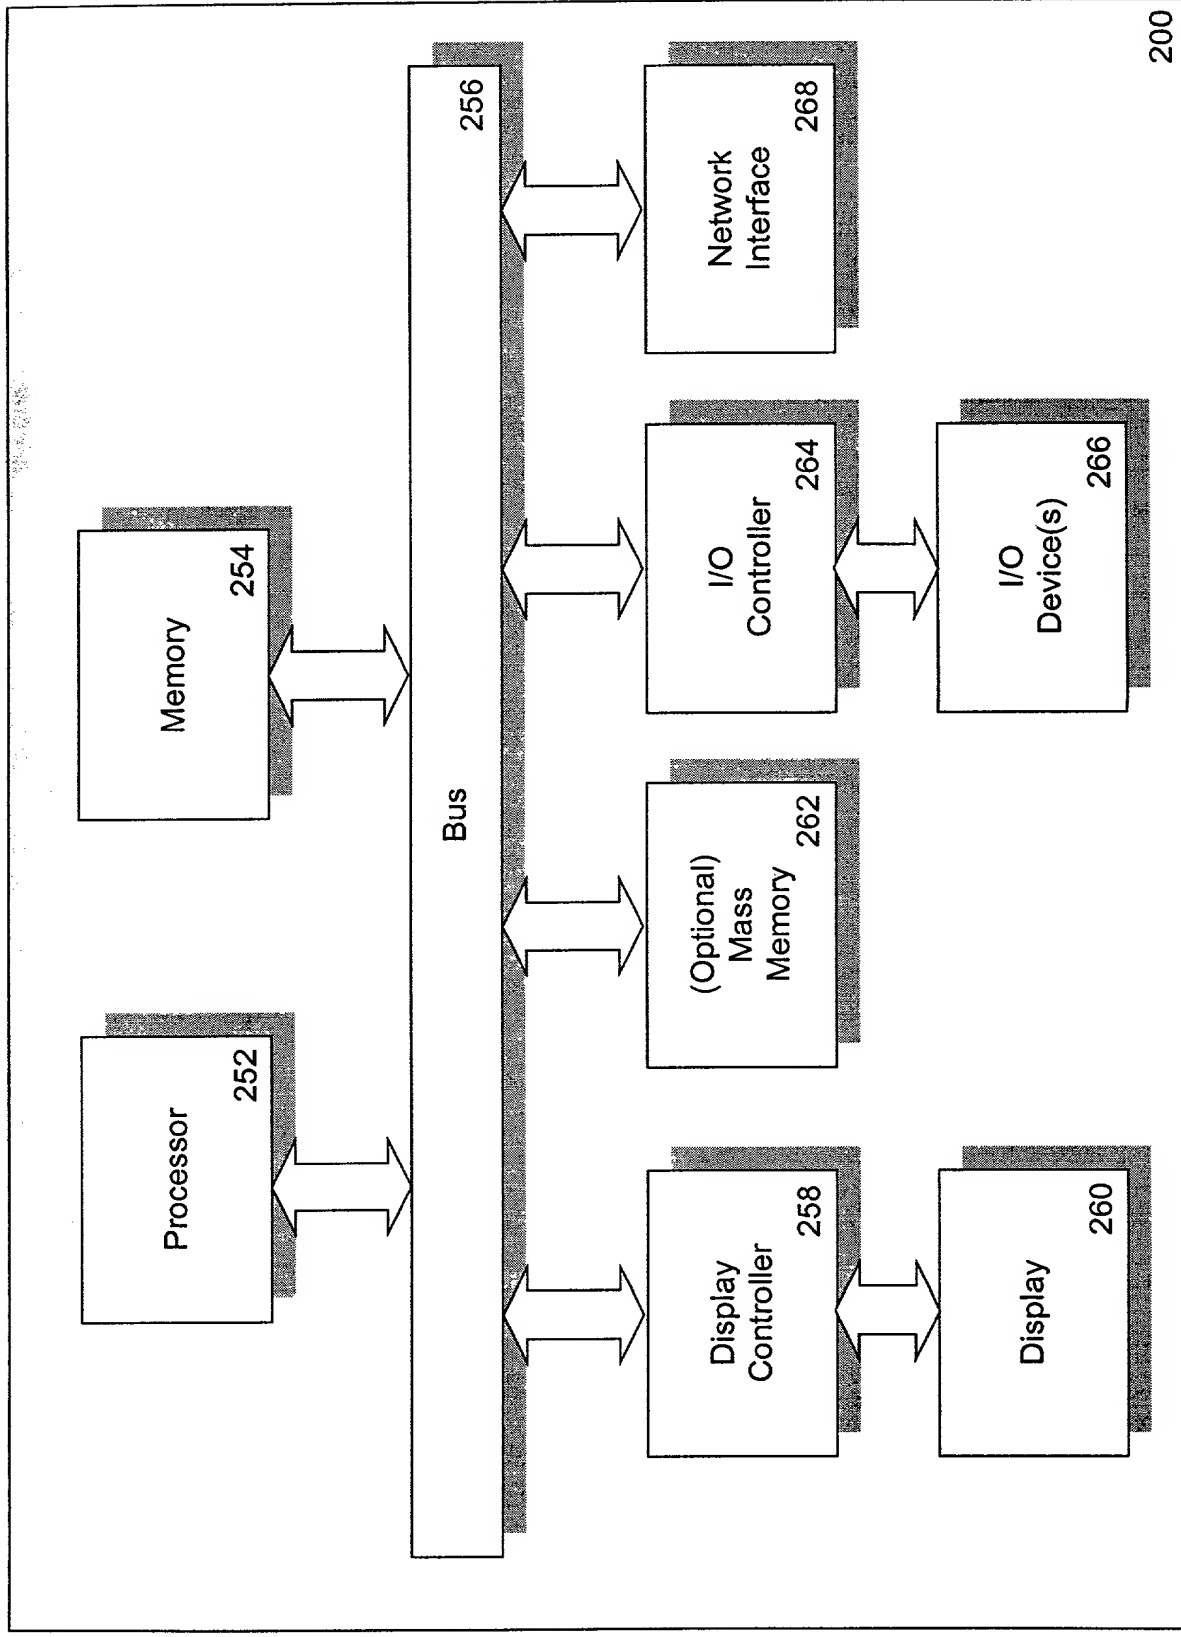 Processor
252
Memory
254
Bus
256
Display
Controller
258
(Optional)
Mass
Memory
262
I/O
Controller
264
Network
Interface
268
Display
260
I/O
Device(s)
266
200